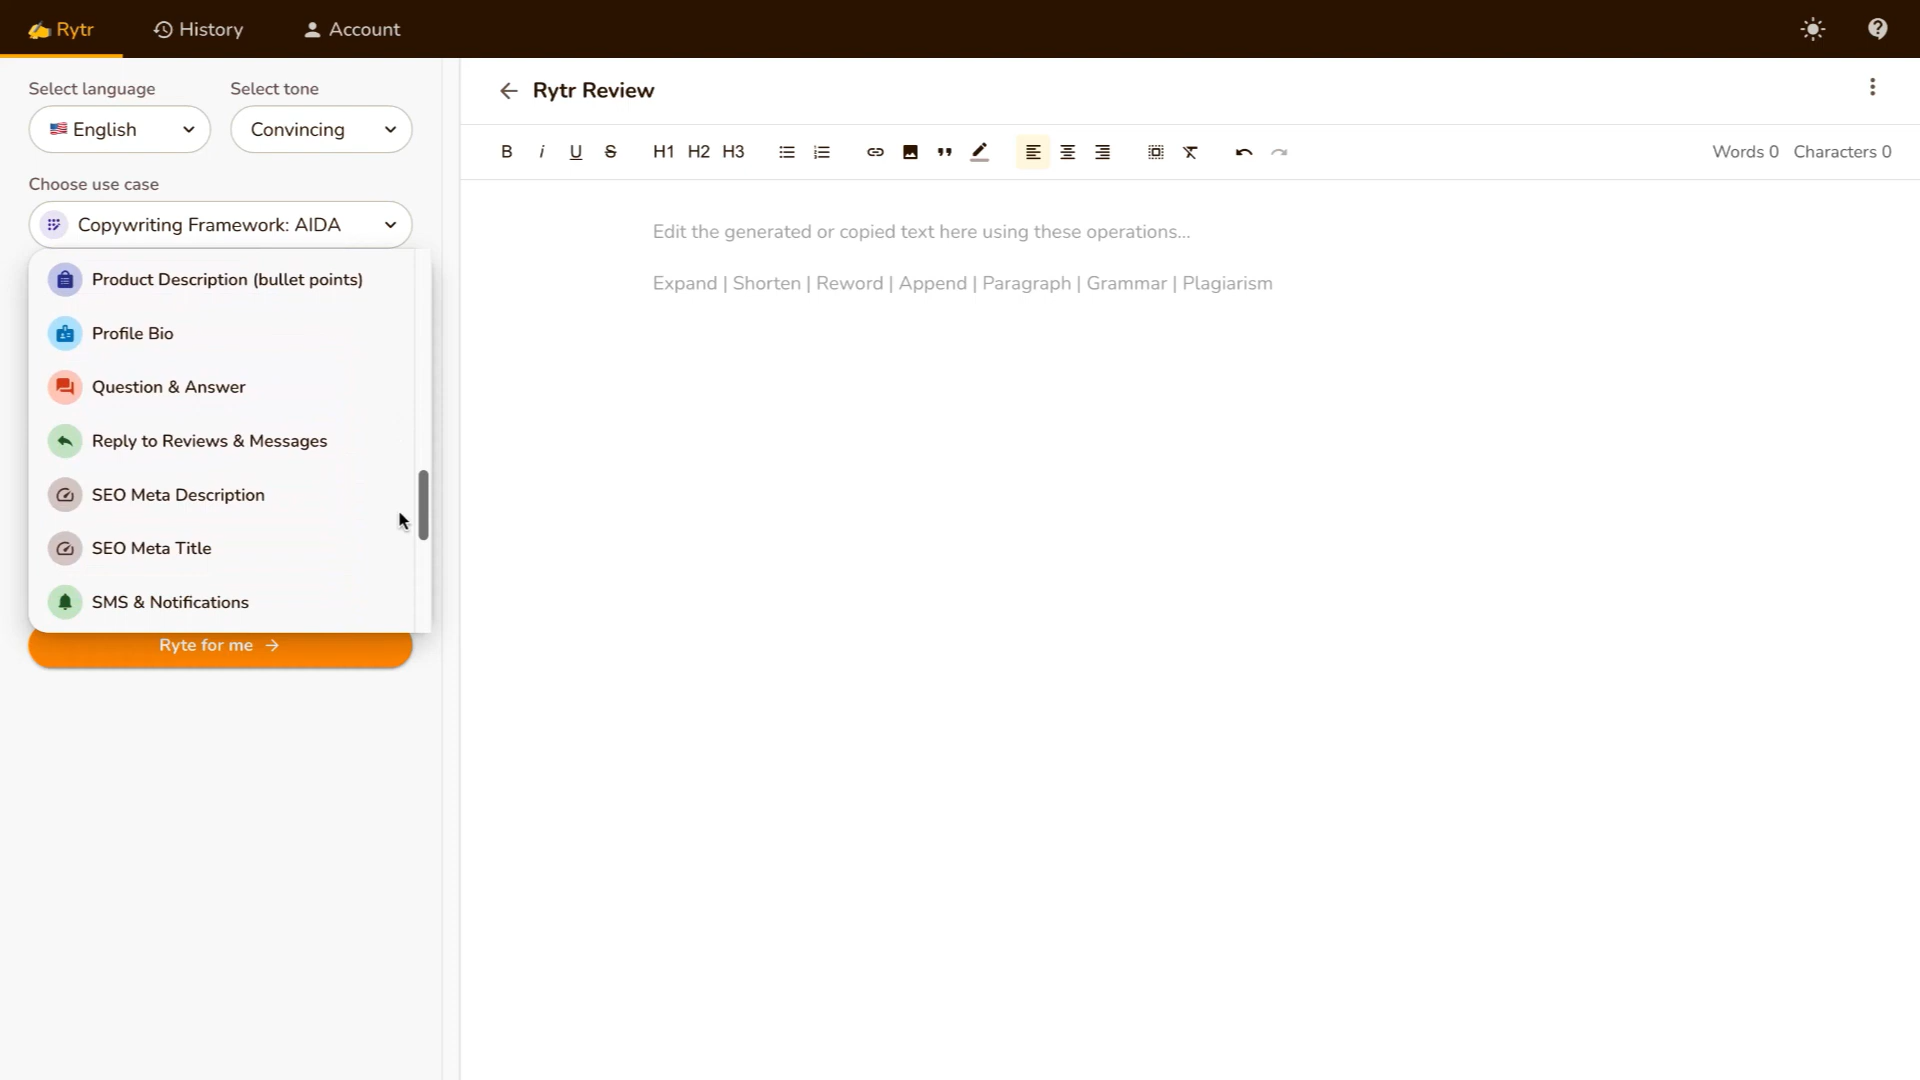 Rytr
History
Account
Select language
Select tone
English
Convincing
Choose use case
Copywriting Framework: AIDA
Product Description (bullet points)
Profile Bio
Question & Answer
Reply to Reviews & Messages
SEO Meta Description
SEO Meta Title
SMS & Notifications
Ryte for me
Rytr Review
B i U S H1 H2 H3
Words 0 Characters 0
Edit the generated or copied text here using these operations...
Expand | Shorten | Reword | Append | Paragraph | Grammar | Plagiarism